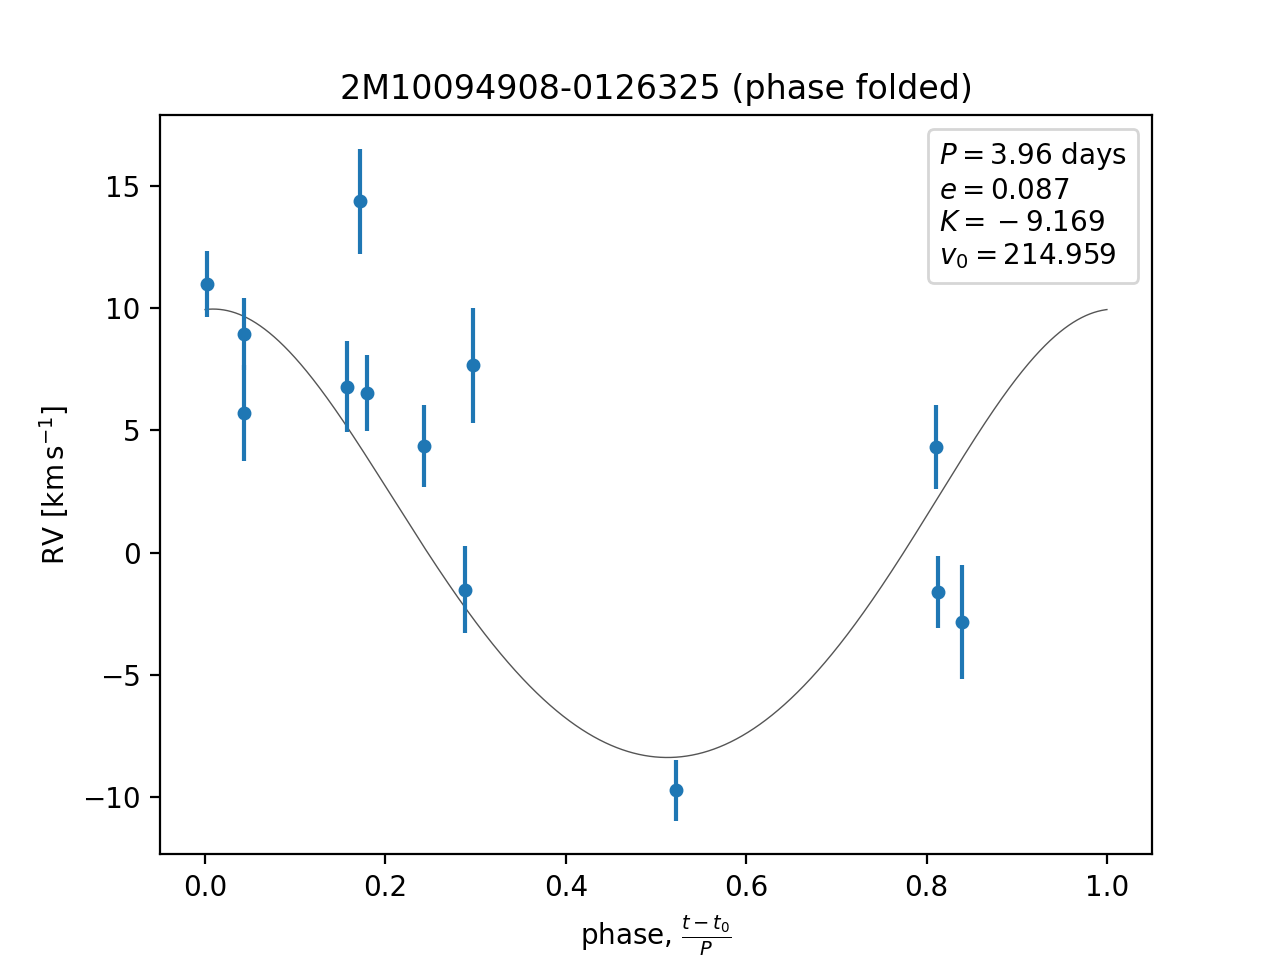 2M10094908-0126325 (phase folded)
P = 3.96 days
e = 0.087
K = −9.169
v₀ = 214.959
RV [km s⁻¹]
15
10
5
0
−5
−10
0.0 0.2 0.4 0.6 0.8 1.0
phase, (t − t₀)/P